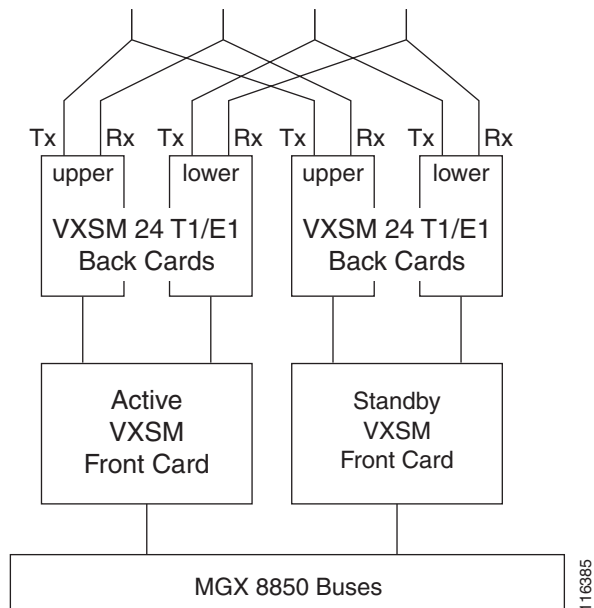 Tx Rx Tx Rx Tx Rx Tx Rx
upper lower upper lower
VXSM 24 T1/E1
Back Cards
VXSM 24 T1/E1
Back Cards
Active
VXSM
Front Card
Standby
VXSM
Front Card
MGX 8850 Buses
116385